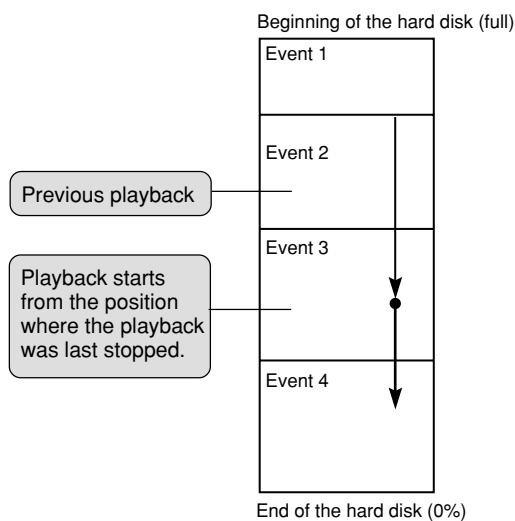 Beginning of the hard disk (full)
Event 1
Event 2
Previous playback
Event 3
Playback starts
from the position
where the playback
was last stopped.
Event 4
End of the hard disk (0%)